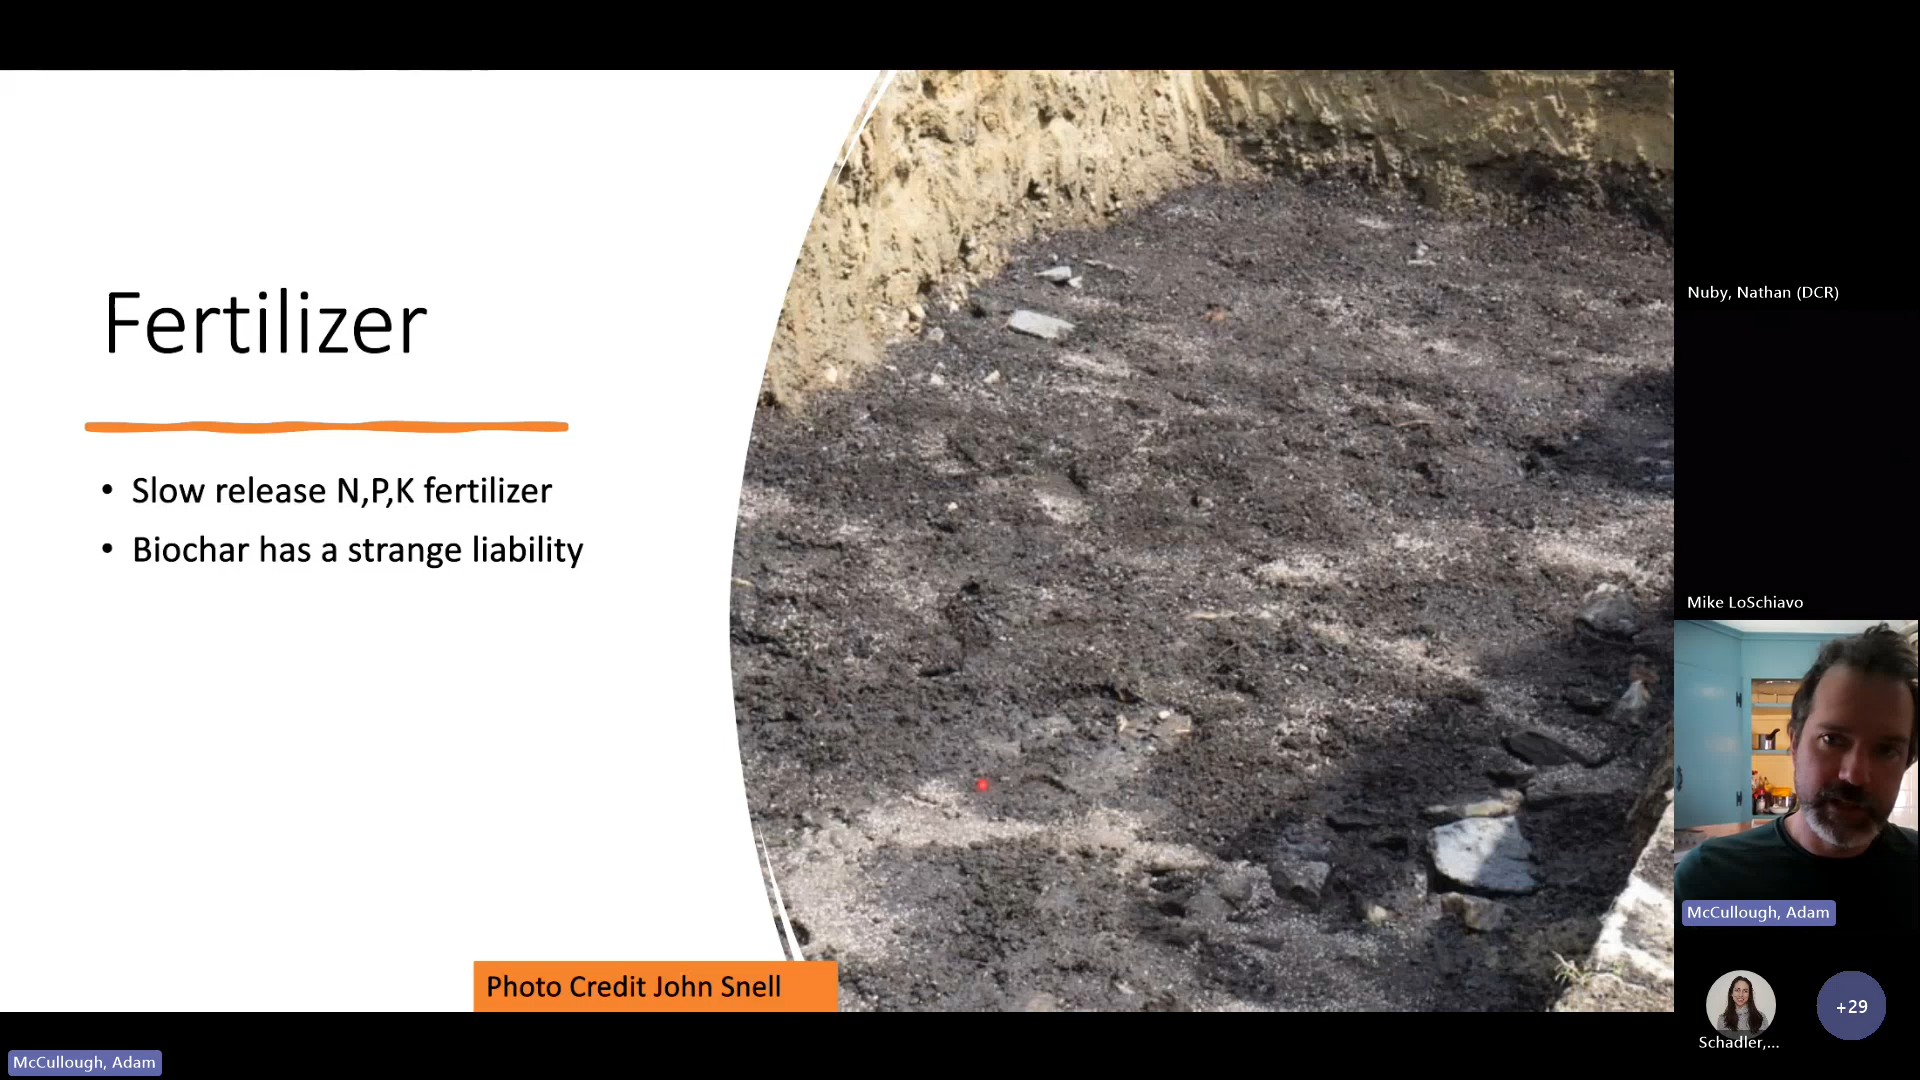 Fertilizer
• Slow release N,P,K fertilizer
• Biochar has a strange liability
Photo Credit John Snell
Nuby, Nathan (DCR)
Mike LoSchiavo
McCullough, Adam
Schadler,...
+29
McCullough, Adam